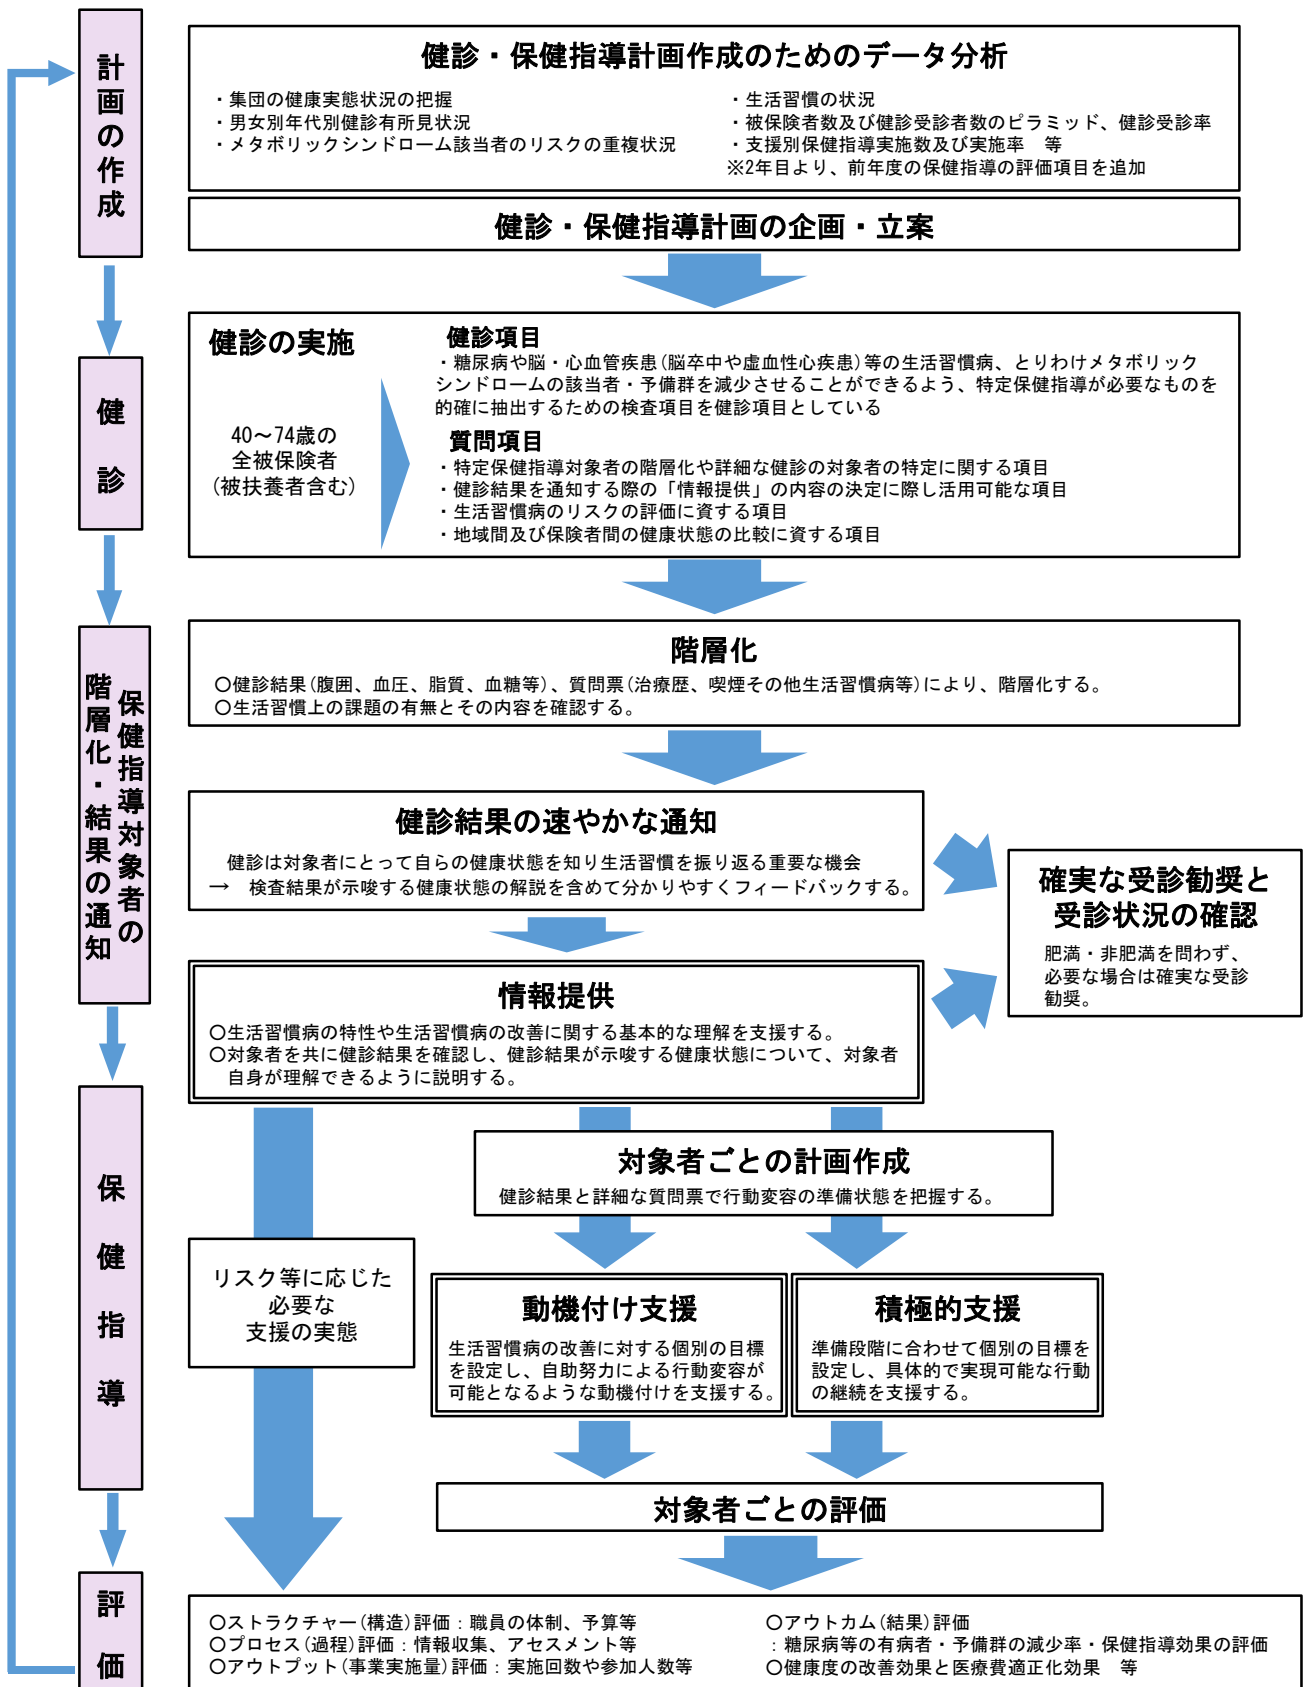 計画の作成
健診・保健指導計画作成のためのデータ分析
・集団の健康実態状況の把握
・男女別年代別健診有所見状況
・メタボリックシンドローム該当者のリスクの重複状況
・生活習慣の状況
・被保険者数及び健診受診者数のピラミッド、健診受診率
・支援別保健指導実施数及び実施率　等
※2年目より、前年度の保健指導の評価項目を追加
健診・保健指導計画の企画・立案
健診
健診の実施
40～74歳の
全被保険者
(被扶養者含む)
健診項目
・糖尿病や脳・心血管疾患(脳卒中や虚血性心疾患)等の生活習慣病、とりわけメタボリック
シンドロームの該当者・予備群を減少させることができるよう、特定保健指導が必要なものを
的確に抽出するための検査項目を健診項目としている
質問項目
・特定保健指導対象者の階層化や詳細な健診の対象者の特定に関する項目
・健診結果を通知する際の「情報提供」の内容の決定に際し活用可能な項目
・生活習慣病のリスクの評価に資する項目
・地域間及び保険者間の健康状態の比較に資する項目
保健指導対象者の
階層化・結果の通知
階層化
○健診結果(腹囲、血圧、脂質、血糖等)、質問票(治療歴、喫煙その他生活習慣病等)により、階層化する。
○生活習慣上の課題の有無とその内容を確認する。
健診結果の速やかな通知
健診は対象者にとって自らの健康状態を知り生活習慣を振り返る重要な機会
→　検査結果が示唆する健康状態の解説を含めて分かりやすくフィードバックする。
確実な受診勧奨と
受診状況の確認
肥満・非肥満を問わず、
必要な場合は確実な受診
勧奨。
情報提供
○生活習慣病の特性や生活習慣病の改善に関する基本的な理解を支援する。
○対象者を共に健診結果を確認し、健診結果が示唆する健康状態について、対象者
自身が理解できるように説明する。
保健指導
対象者ごとの計画作成
健診結果と詳細な質問票で行動変容の準備状態を把握する。
リスク等に応じた
必要な
支援の実態
動機付け支援
生活習慣病の改善に対する個別の目標
を設定し、自助努力による行動変容が
可能となるような動機付けを支援する。
積極的支援
準備段階に合わせて個別の目標を
設定し、具体的で実現可能な行動
の継続を支援する。
対象者ごとの評価
評価
○ストラクチャー(構造)評価：職員の体制、予算等
○プロセス(過程)評価：情報収集、アセスメント等
○アウトプット(事業実施量)評価：実施回数や参加人数等
○アウトカム(結果)評価
：糖尿病等の有病者・予備群の減少率・保健指導効果の評価
○健康度の改善効果と医療費適正化効果　等